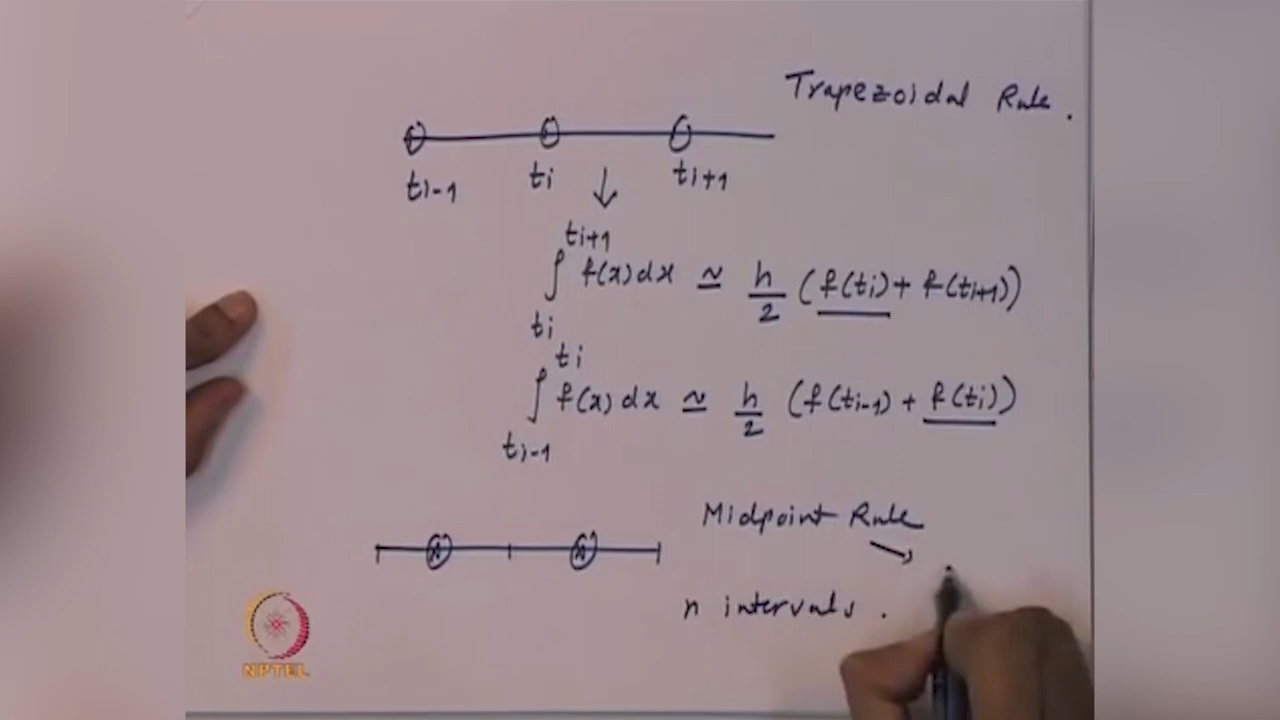 Trapezoidal Rule.
ti-1 ti ti+1
ti+1
∫ f(x)dx ≃ h/2 (f(ti) + f(ti+1))
ti
ti
∫ f(x)dx ≃ h/2 (f(ti-1) + f(ti))
ti-1
Midpoint Rule
n intervals.
NPTEL